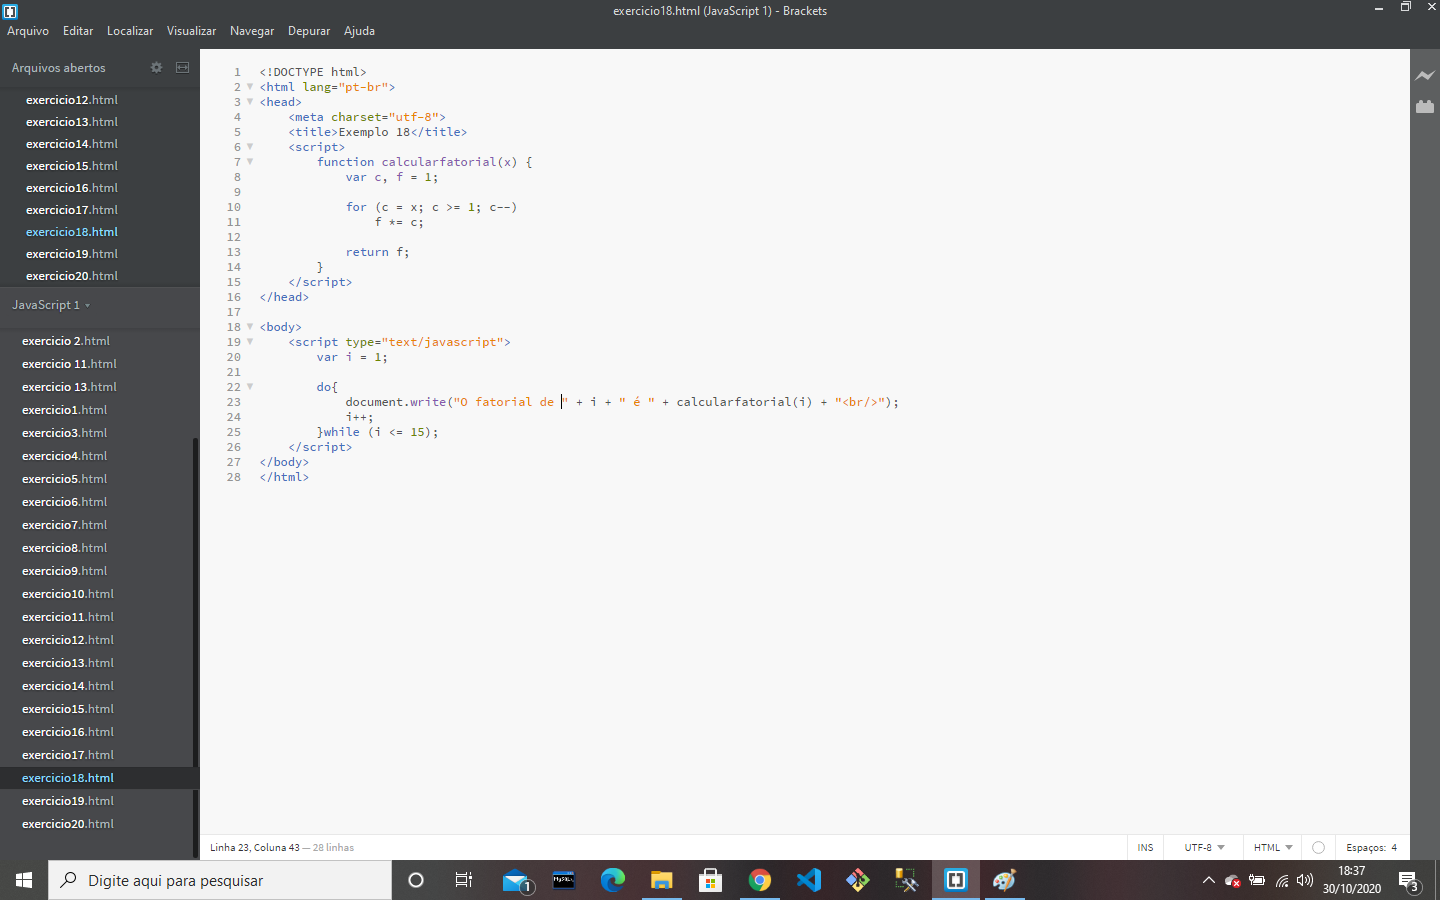 exercicio18.html (JavaScript 1) - Brackets
Arquivo Editar Localizar Visualizar Navegar Depurar Ajuda
Arquivos abertos
exercicio12.html
exercicio13.html
exercicio14.html
exercicio15.html
exercicio16.html
exercicio17.html
exercicio18.html
exercicio19.html
exercicio20.html
JavaScript 1
exercicio 2.html
exercicio 11.html
exercicio 13.html
exercicio1.html
exercicio3.html
exercicio4.html
exercicio5.html
exercicio6.html
exercicio7.html
exercicio8.html
exercicio9.html
exercicio10.html
exercicio11.html
exercicio12.html
exercicio13.html
exercicio14.html
exercicio15.html
exercicio16.html
exercicio17.html
exercicio18.html
exercicio19.html
exercicio20.html
1 <!DOCTYPE html>
2 <html lang="pt-br">
3 <head>
4 <meta charset="utf-8">
5 <title>Exemplo 18</title>
6 <script>
7 function calcularfatorial(x) {
8 var c, f = 1;
9
10 for (c = x; c >= 1; c--)
11 f *= c;
12
13 return f;
14 }
15 </script>
16 </head>
17
18 <body>
19 <script type="text/javascript">
20 var i = 1;
21
22 do{
23 document.write("O fatorial de " + i + " é " + calcularfatorial(i) + "<br/>");
24 i++;
25 }while (i <= 15);
26 </script>
27 </body>
28 </html>
Linha 23, Coluna 43 — 28 linhas
INS UTF-8 HTML Espaços: 4
Digite aqui para pesquisar
1
MySQL
18:37
30/10/2020
3